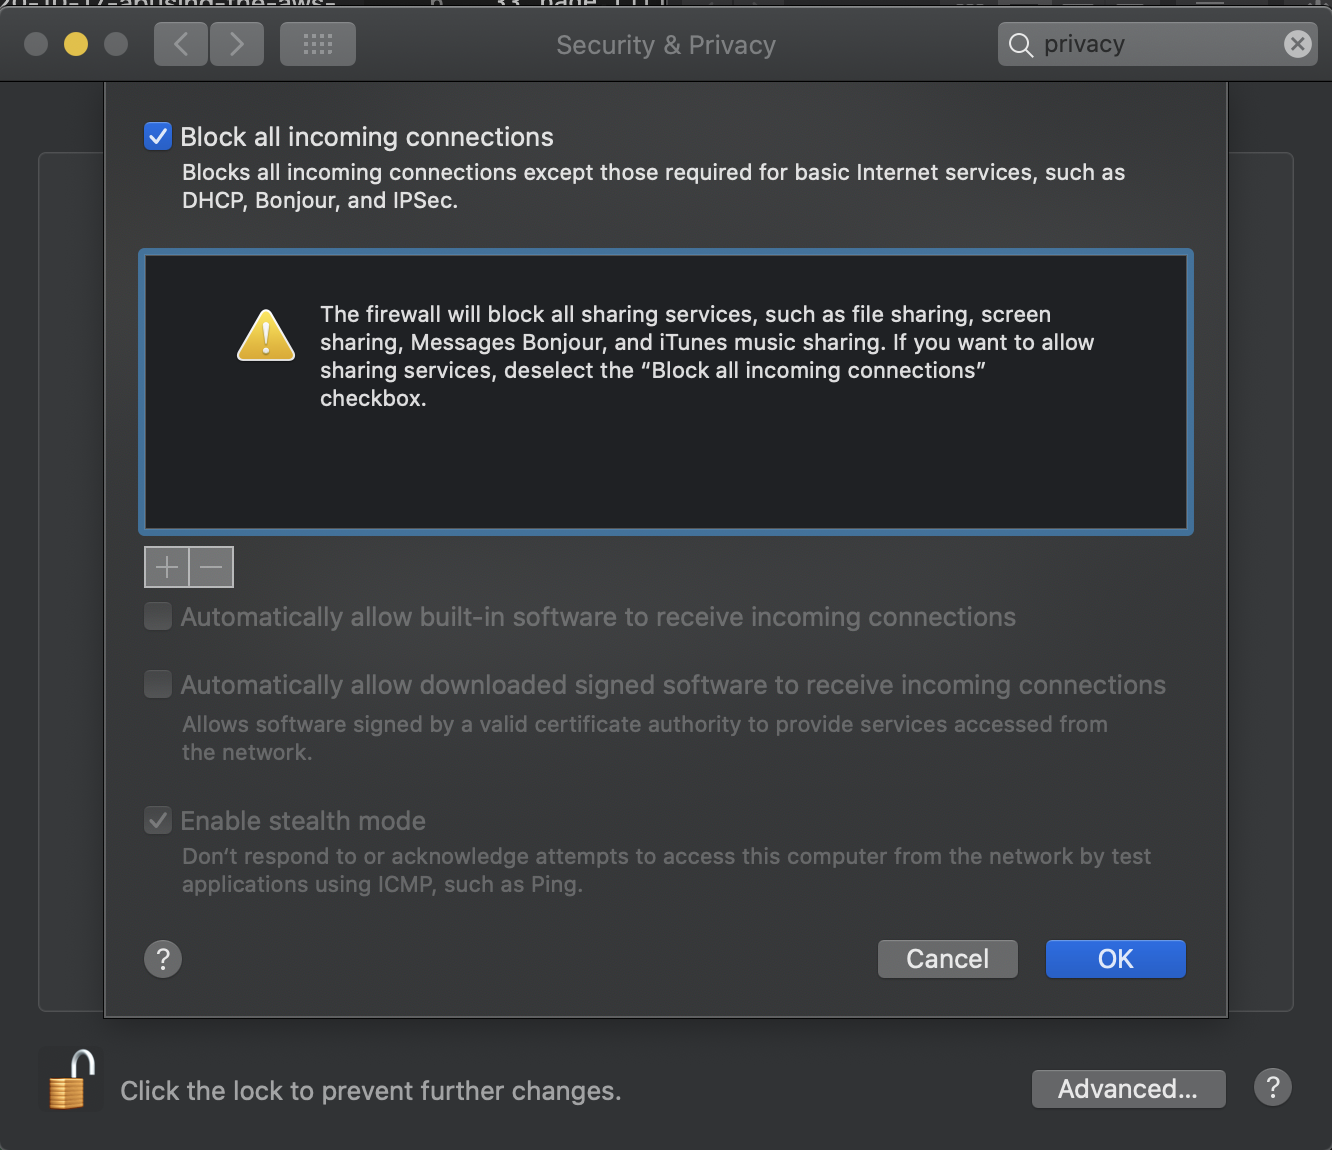 Security & Privacy
privacy
Block all incoming connections
Blocks all incoming connections except those required for basic Internet services, such as
DHCP, Bonjour, and IPSec.
The firewall will block all sharing services, such as file sharing, screen
sharing, Messages Bonjour, and iTunes music sharing. If you want to allow
sharing services, deselect the “Block all incoming connections”
checkbox.
Automatically allow built-in software to receive incoming connections
Automatically allow downloaded signed software to receive incoming connections
Allows software signed by a valid certificate authority to provide services accessed from
the network.
Enable stealth mode
Don’t respond to or acknowledge attempts to access this computer from the network by test
applications using ICMP, such as Ping.
?
Cancel
OK
Click the lock to prevent further changes.
Advanced...
?